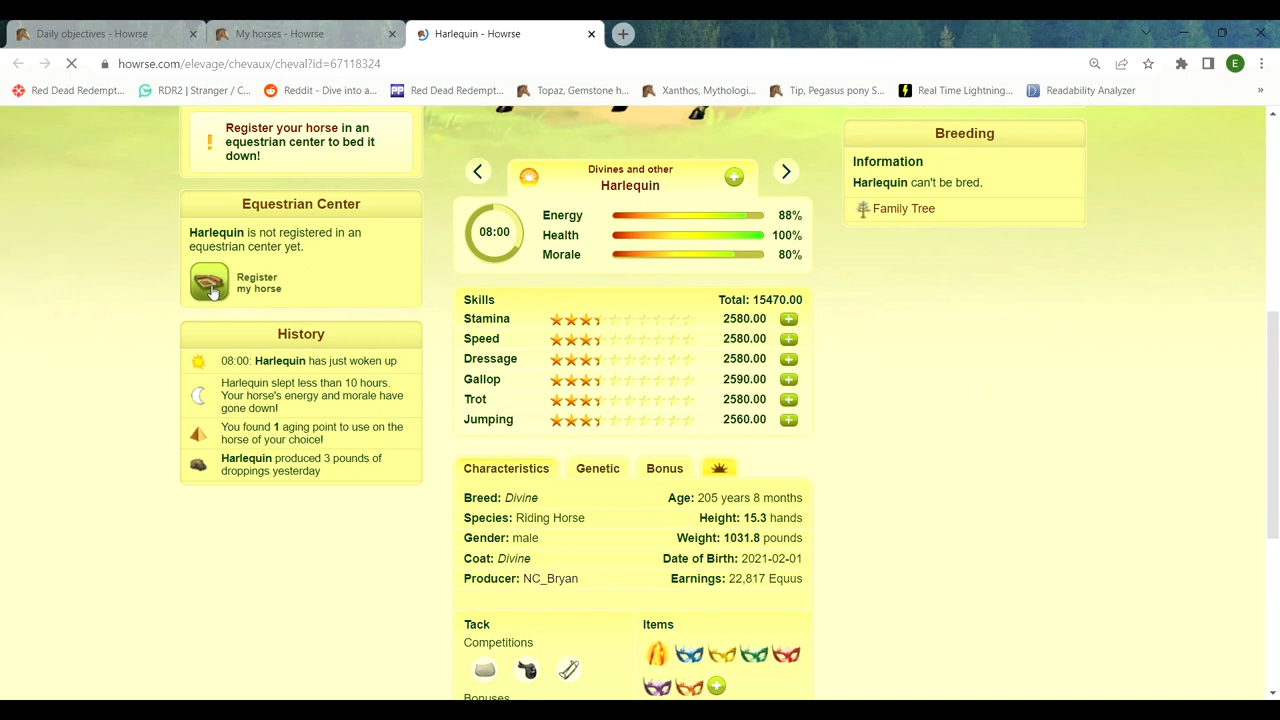 Daily objectives - Howrse
My horses - Howrse
Harlequin - Howrse
howrse.com/elevage/chevaux/cheval?id=67118324
E
Red Dead Redempt...
RDR2 | Stranger / C...
Reddit - Dive into a...
PP
Red Dead Redempt...
Topaz, Gemstone h...
Xanthos, Mythologi...
Tip, Pegasus pony S...
Real Time Lightning...
Readability Analyzer
»
Register your horse in an
equestrian center to bed it
down!
Equestrian Center
Harlequin is not registered in an
equestrian center yet.
Register
my horse
History
08:00: Harlequin has just woken up
Harlequin slept less than 10 hours.
Your horse's energy and morale have
gone down!
You found 1 aging point to use on the
horse of your choice!
Harlequin produced 3 pounds of
droppings yesterday
Divines and other
Harlequin
08:00
Energy 88%
Health 100%
Morale 80%
Skills Total: 15470.00
Stamina 2580.00
Speed 2580.00
Dressage 2580.00
Gallop 2590.00
Trot 2580.00
Jumping 2560.00
Characteristics Genetic Bonus
Breed: Divine Age: 205 years 8 months
Species: Riding Horse Height: 15.3 hands
Gender: male Weight: 1031.8 pounds
Coat: Divine Date of Birth: 2021-02-01
Producer: NC_Bryan Earnings: 22,817 Equus
Tack
Competitions
Bonuses
Items
Breeding
Information
Harlequin can't be bred.
Family Tree